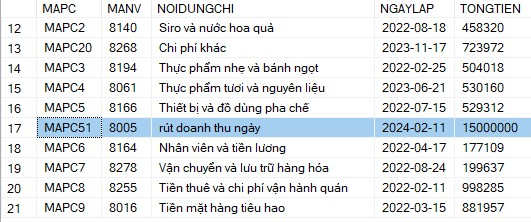 MAPC MANV NOIDUNGCHI NGAYLAP TONGTIEN
12 MAPC2 8140 Siro và nước hoa quả 2022-08-18 458320
13 MAPC20 8268 Chi phí khác 2023-11-17 723972
14 MAPC3 8194 Thực phẩm nhẹ và bánh ngọt 2022-02-25 504018
15 MAPC4 8061 Thực phẩm tươi và nguyên liệu 2023-06-21 530160
16 MAPC5 8166 Thiết bị và đồ dùng pha chế 2022-07-15 529312
17 MAPC51 8005 rút doanh thu ngày 2024-02-11 15000000
18 MAPC6 8164 Nhân viên và tiền lương 2022-04-17 177109
19 MAPC7 8278 Vận chuyển và lưu trữ hàng hóa 2022-08-24 199637
20 MAPC8 8255 Tiền thuê và chi phí vận hành quán 2022-02-11 998285
21 MAPC9 8016 Tiền mặt hàng tiêu hao 2022-03-15 881957